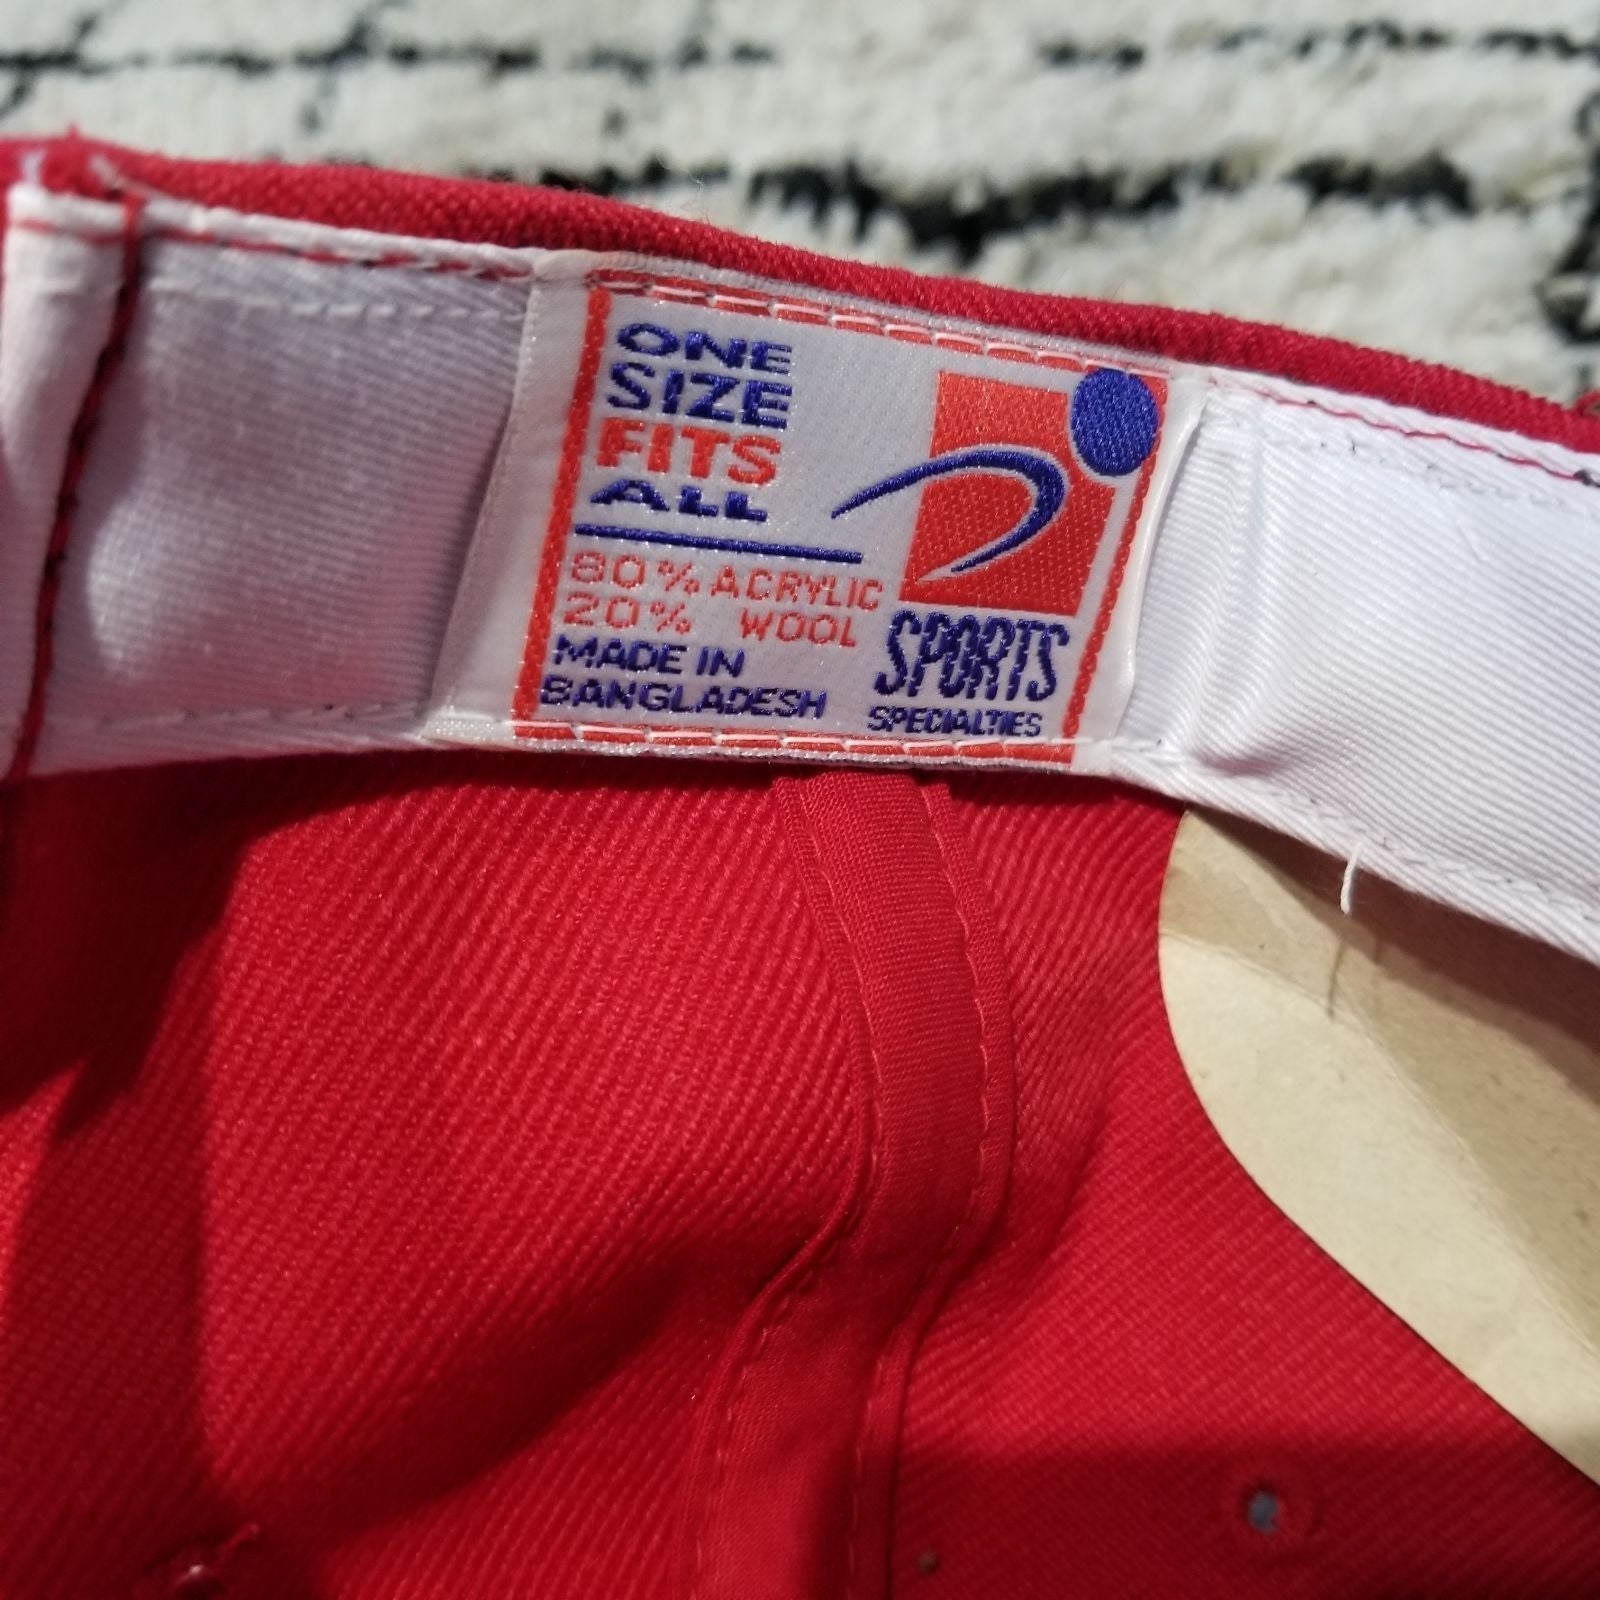 ONE
SIZE
FITS
ALL
80% ACRYLIC
20% WOOL
MADE IN
BANGLADESH
SPORTS
SPECIALTIES